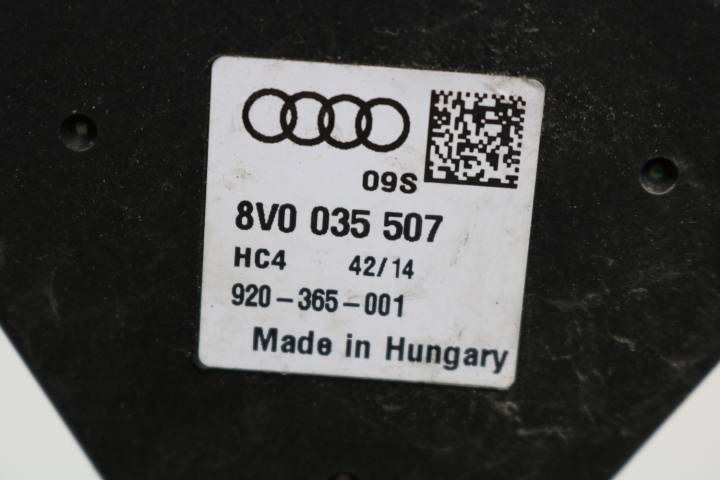 09S
8V0 035 507
HC4 42/14
920-365-001
Made in Hungary